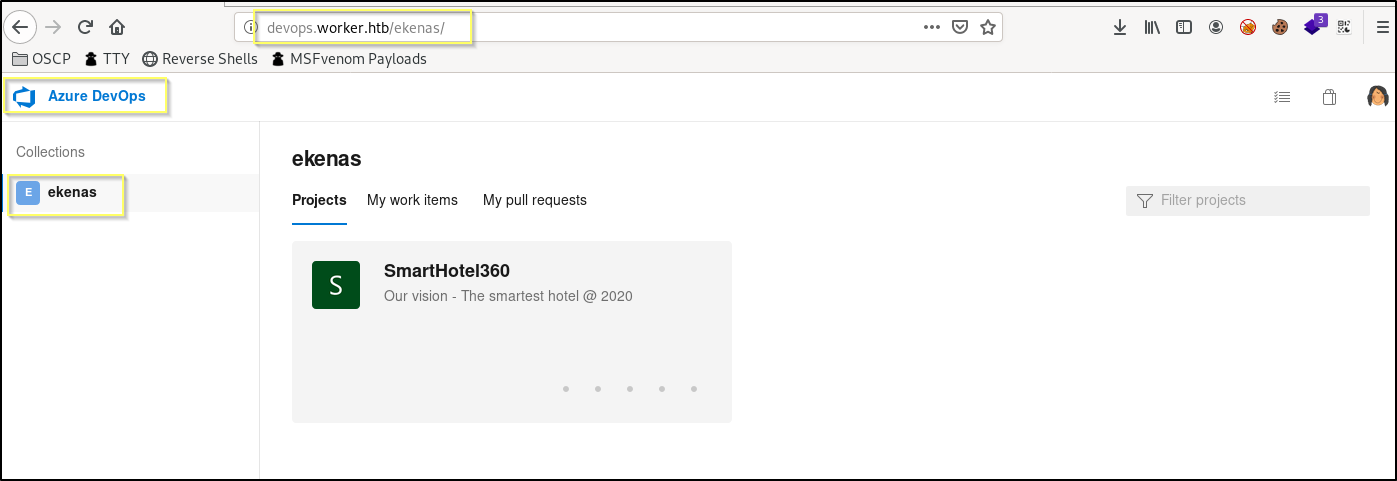 devops.worker.htb/ekenas/
3
OSCP TTY Reverse Shells MSFvenom Payloads
Azure DevOps
Collections
E ekenas
ekenas
Projects My work items My pull requests
Filter projects
S SmartHotel360
Our vision - The smartest hotel @ 2020